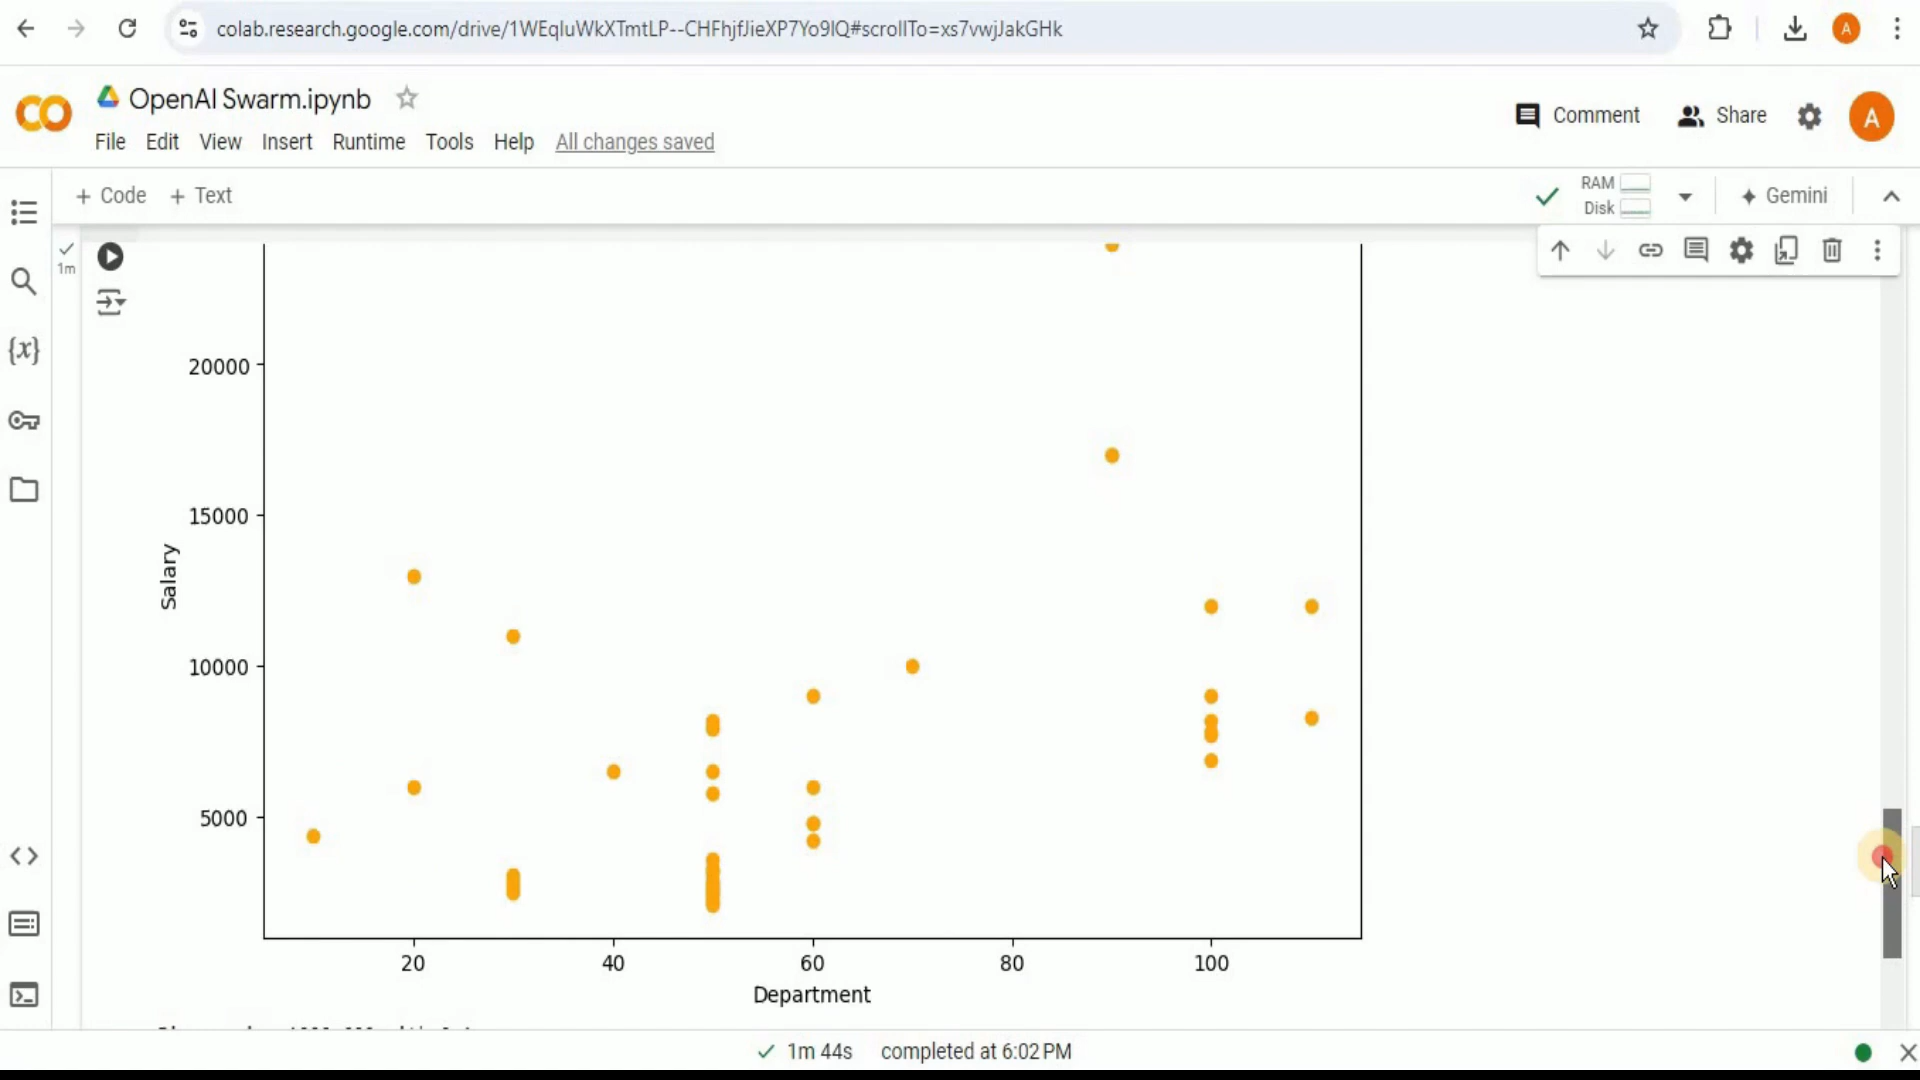 colab.research.google.com/drive/1WEqluWkXTmtLP--CHFhjfJieXP7Yo9IQ#scrollTo=xs7vwjJakGHk
A
OpenAI Swarm.ipynb
Comment
Share
A
File Edit View Insert Runtime Tools Help All changes saved
+ Code + Text
RAM
Disk
Gemini
1m
{x}
20000
15000
10000
5000
Salary
20 40 60 80 100
Department
1m 44s completed at 6:02 PM